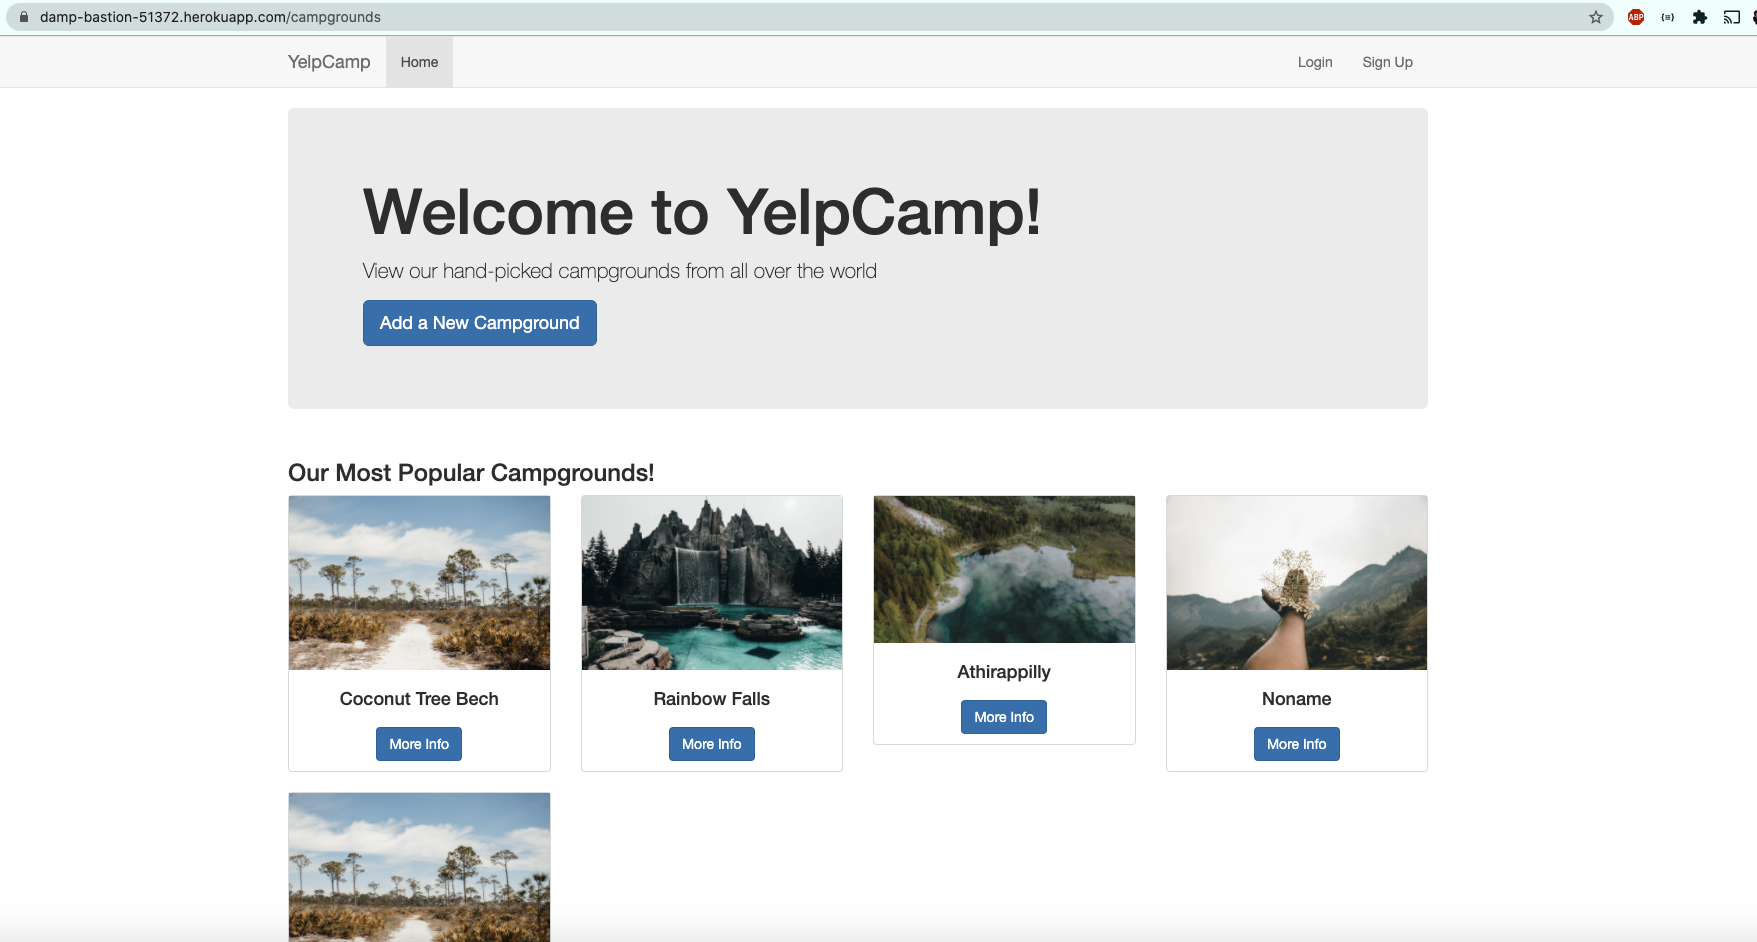 damp-bastion-51372.herokuapp.com/campgrounds
ABP
YelpCamp Home Login Sign Up
Welcome to YelpCamp!
View our hand-picked campgrounds from all over the world
Add a New Campground
Our Most Popular Campgrounds!
Coconut Tree Bech
More Info
Rainbow Falls
More Info
Athirappilly
More Info
Noname
More Info